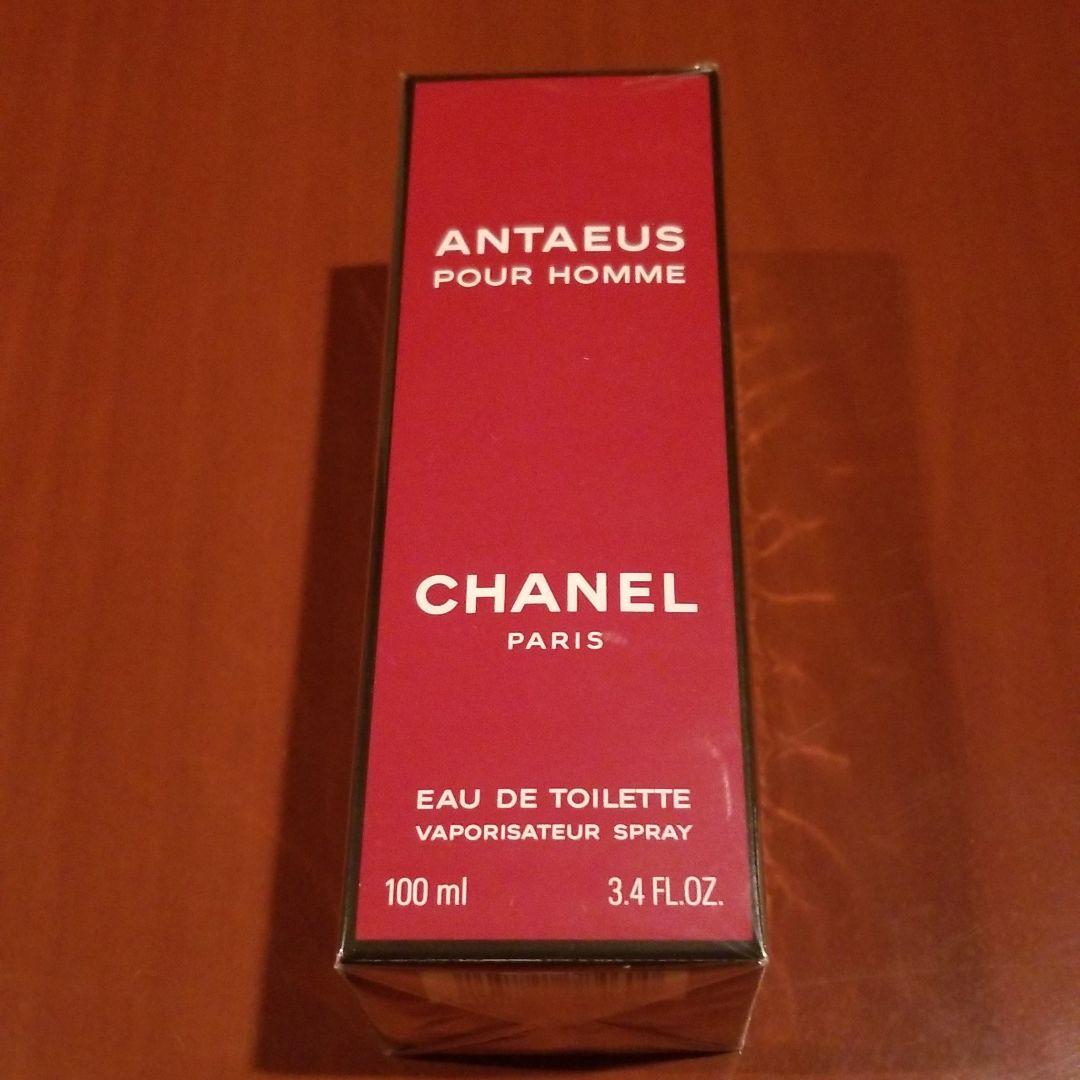 ANTAEUS
POUR HOMME
CHANEL
PARIS
EAU DE TOILETTE
VAPORISATEUR SPRAY
100 ml 3.4 FL.OZ.